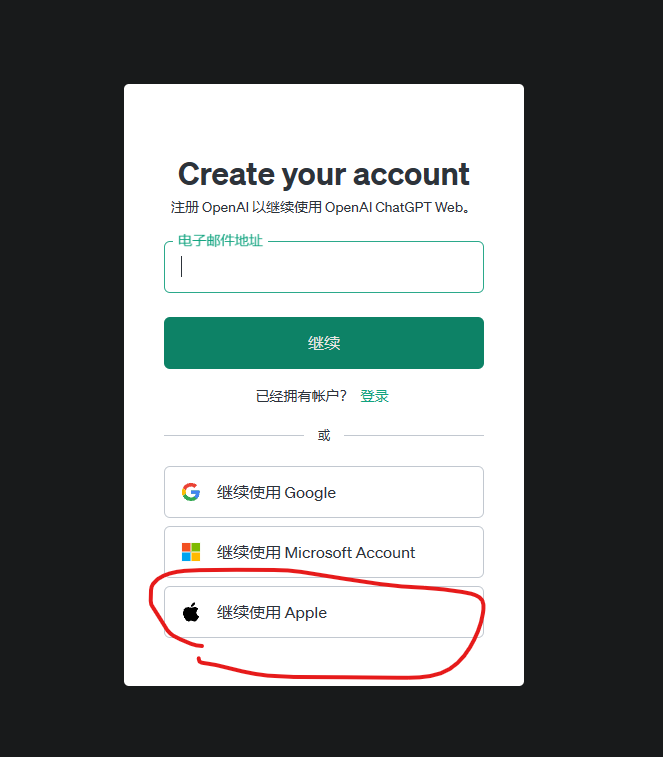 Create your account
注册 OpenAI 以继续使用 OpenAI ChatGPT Web。
电子邮件地址
继续
已经拥有帐户？ 登录
或
继续使用 Google
继续使用 Microsoft Account
继续使用 Apple